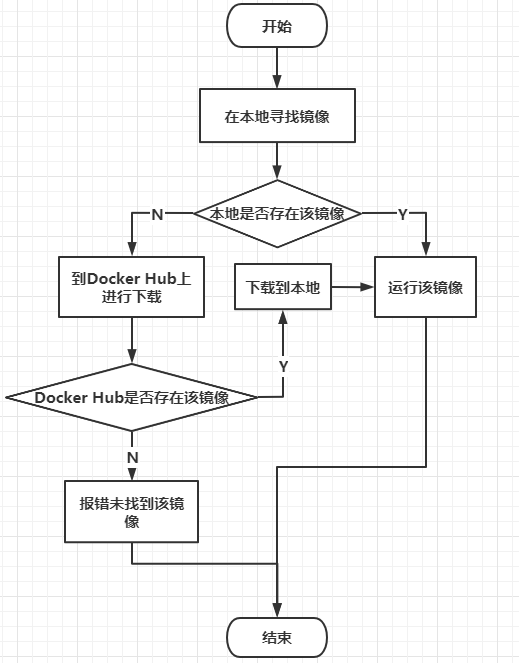 开始
在本地寻找镜像
本地是否存在该镜像
N
Y
到Docker Hub上
进行下载
下载到本地
运行该镜像
Y
Docker Hub是否存在该镜像
N
报错未找到该镜
像
结束